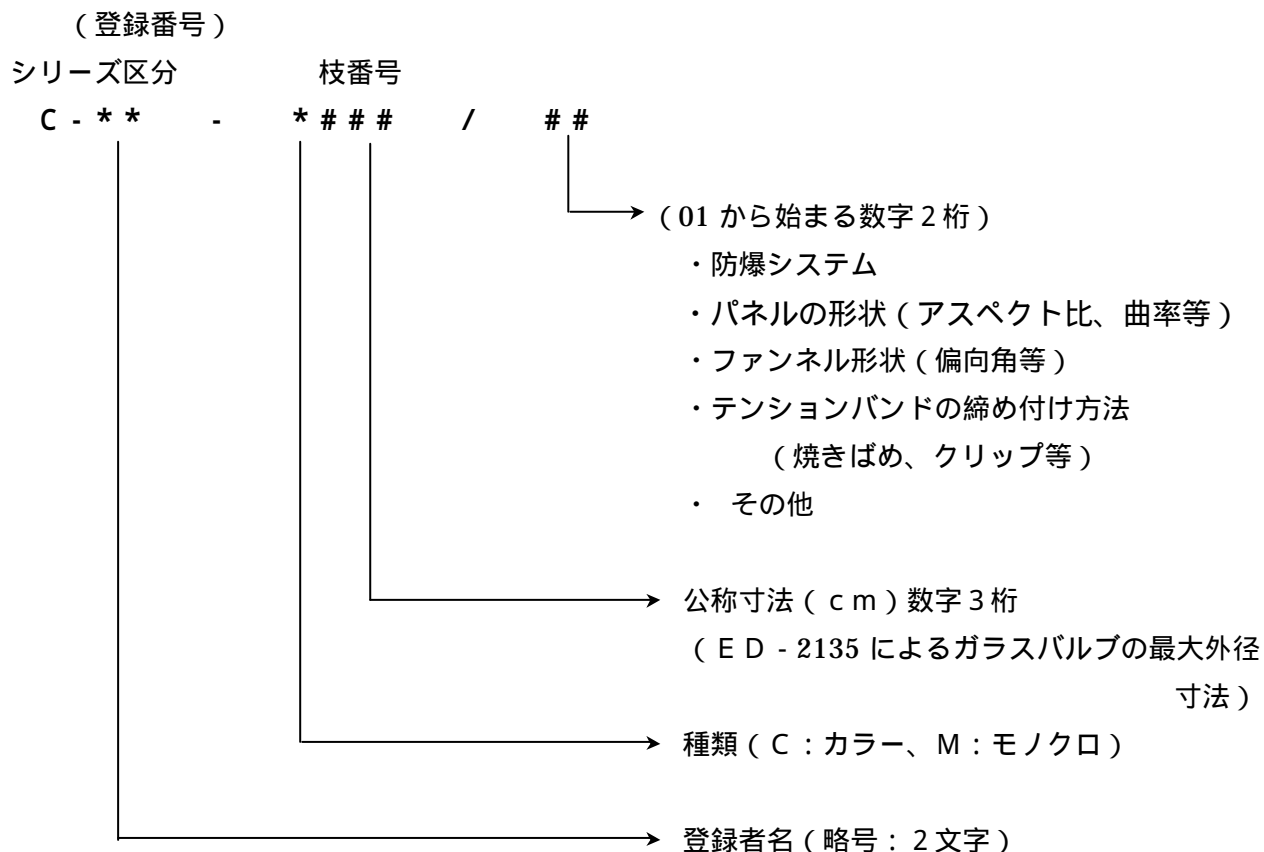 （登録番号）
シリーズ区分 枝番号
Ｃ-＊＊ - ＊＃＃＃ / ＃＃
（01 から始まる数字２桁）
・防爆システム
・パネルの形状（アスペクト比、曲率等）
・ファンネル形状（偏向角等）
・テンションバンドの締め付け方法
（焼きばめ、クリップ等）
・ その他
公称寸法（ｃｍ）数字３桁
（ＥＤ-2135 によるガラスバルブの最大外径
寸法）
種類（Ｃ：カラー、Ｍ：モノクロ）
登録者名（略号：２文字）